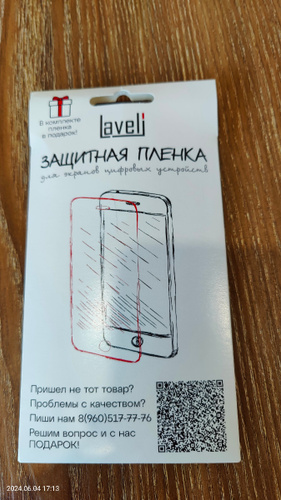 В комплекте
пленка
в подарок!
Laveli
ЗАЩИТНАЯ ПЛЕНКА
для экранов цифровых устройств
Пришел не тот товар?
Проблемы с качеством?
Пиши нам 8(960)517-77-76
Решим вопрос и с нас
ПОДАРОК!
2024.06.04 17:13